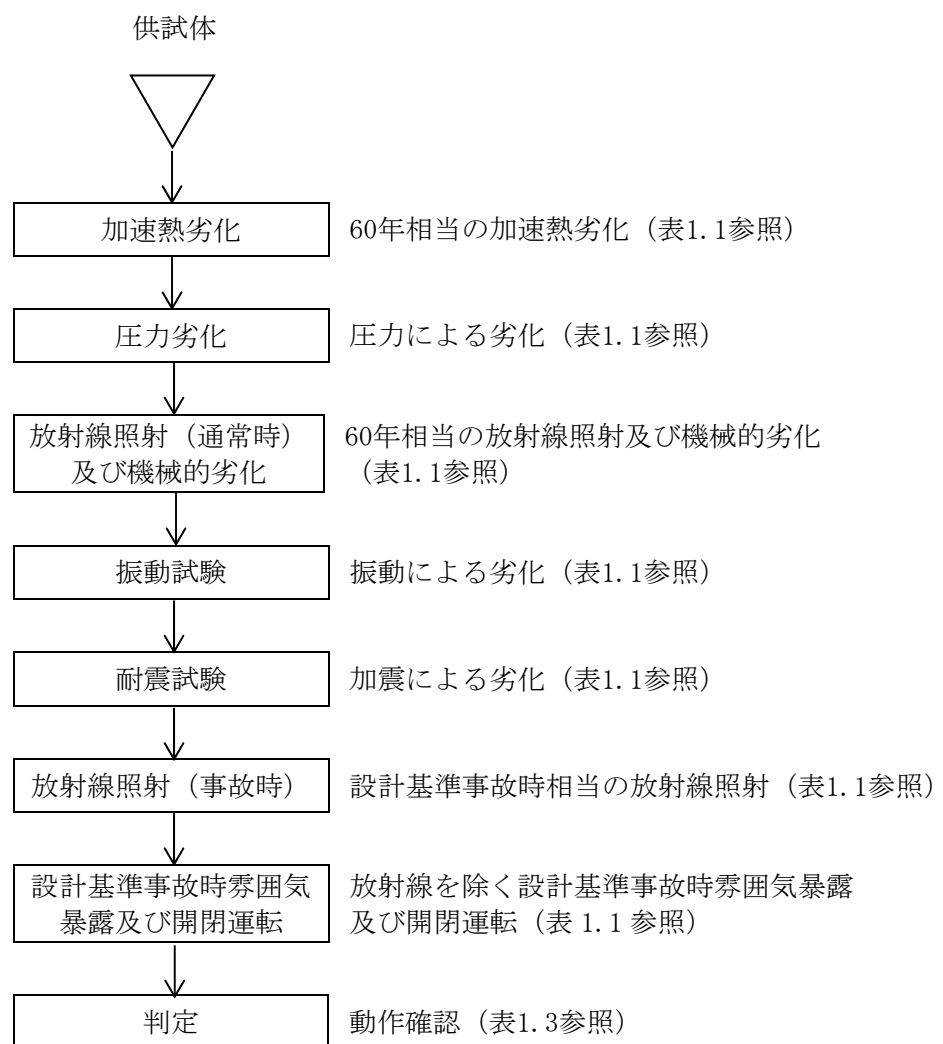 供試体
加速熱劣化
60年相当の加速熱劣化（表1.1参照）
圧力劣化
圧力による劣化（表1.1参照）
放射線照射（通常時）
及び機械的劣化
60年相当の放射線照射及び機械的劣化
（表1.1参照）
振動試験
振動による劣化（表1.1参照）
耐震試験
加震による劣化（表1.1参照）
放射線照射（事故時）
設計基準事故時相当の放射線照射（表1.1参照）
設計基準事故時雰囲気
暴露及び開閉運転
放射線を除く設計基準事故時雰囲気暴露
及び開閉運転（表 1.1 参照）
判定
動作確認（表1.3参照）